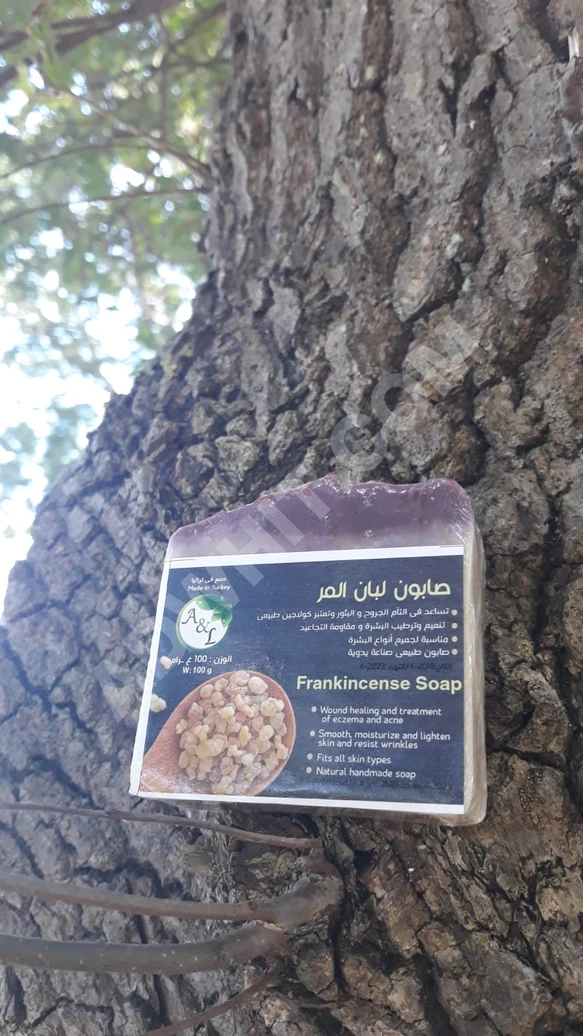 صنع في تركيا
Made in Turkey
A&L
صابون لبان المر
تساعد في التأم الجروح و البثور وتعتبر كولاجين طبيعي
تنعيم وترطيب البشرة و مقاومة التجاعيد
مناسبة لجميع أنواع البشرة
صابون طبيعي صناعة يدوية
الوزن: 100 غ
W: 100 g
Frankincense Soap
Wound healing and treatment
of eczema and acne
Smooth, moisturize and lighten
skin and resist wrinkles
Fits all skin types
Natural handmade soap